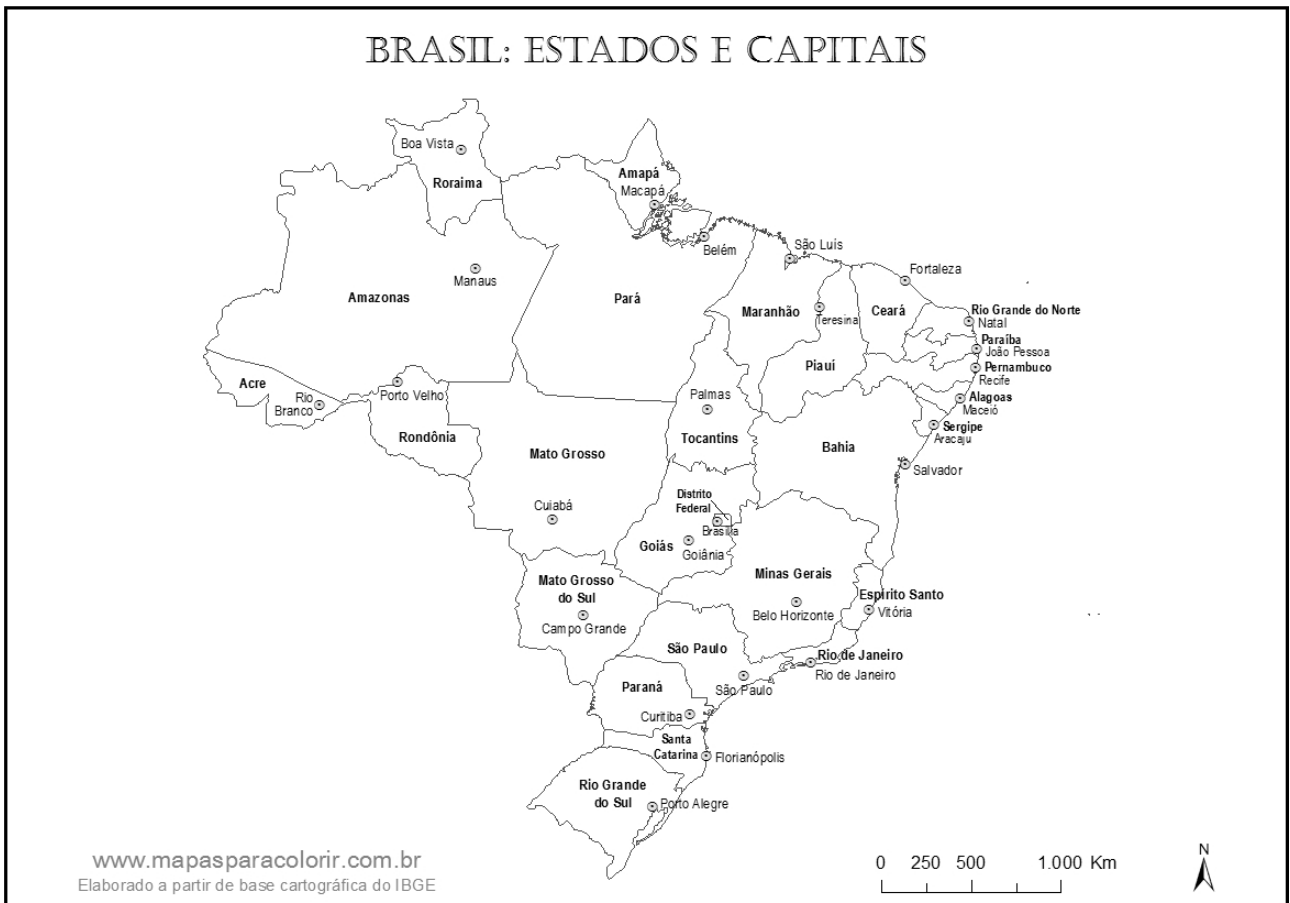 BRASIL: ESTADOS E CAPITAIS
Boa Vista
Roraima
Amapá
Macapá
Belém
São Luís
Fortaleza
Manaus
Amazonas
Pará
Maranhão
Teresina
Ceará
Rio Grande do Norte
Natal
Paraíba
João Pessoa
Pernambuco
Recife
Piauí
Acre
Rio
Branco
Porto Velho
Rondônia
Palmas
Tocantins
Alagoas
Maceió
Sergipe
Aracaju
Bahia
Salvador
Mato Grosso
Cuiabá
Distrito
Federal
Brasília
Goiás
Goiânia
Mato Grosso
do Sul
Campo Grande
Minas Gerais
Belo Horizonte
Espírito Santo
Vitória
São Paulo
São Paulo
Rio de Janeiro
Rio de Janeiro
Paraná
Curitiba
Santa
Catarina
Florianópolis
Rio Grande
do Sul
Porto Alegre
www.mapasparacolorir.com.br
Elaborado a partir de base cartográfica do IBGE
0 250 500 1.000 Km
N